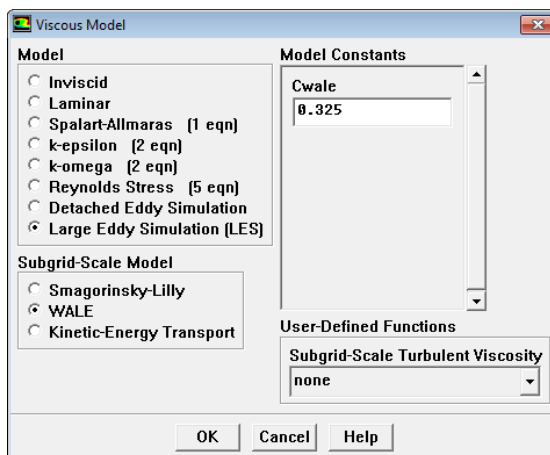 Viscous Model
Model
Inviscid
Laminar
Spalart-Allmaras (1 eqn)
k-epsilon (2 eqn)
k-omega (2 eqn)
Reynolds Stress (5 eqn)
Detached Eddy Simulation
Large Eddy Simulation (LES)
Subgrid-Scale Model
Smagorinsky-Lilly
WALE
Kinetic-Energy Transport
Model Constants
Cwale
0.325
User-Defined Functions
Subgrid-Scale Turbulent Viscosity
none
OK Cancel Help